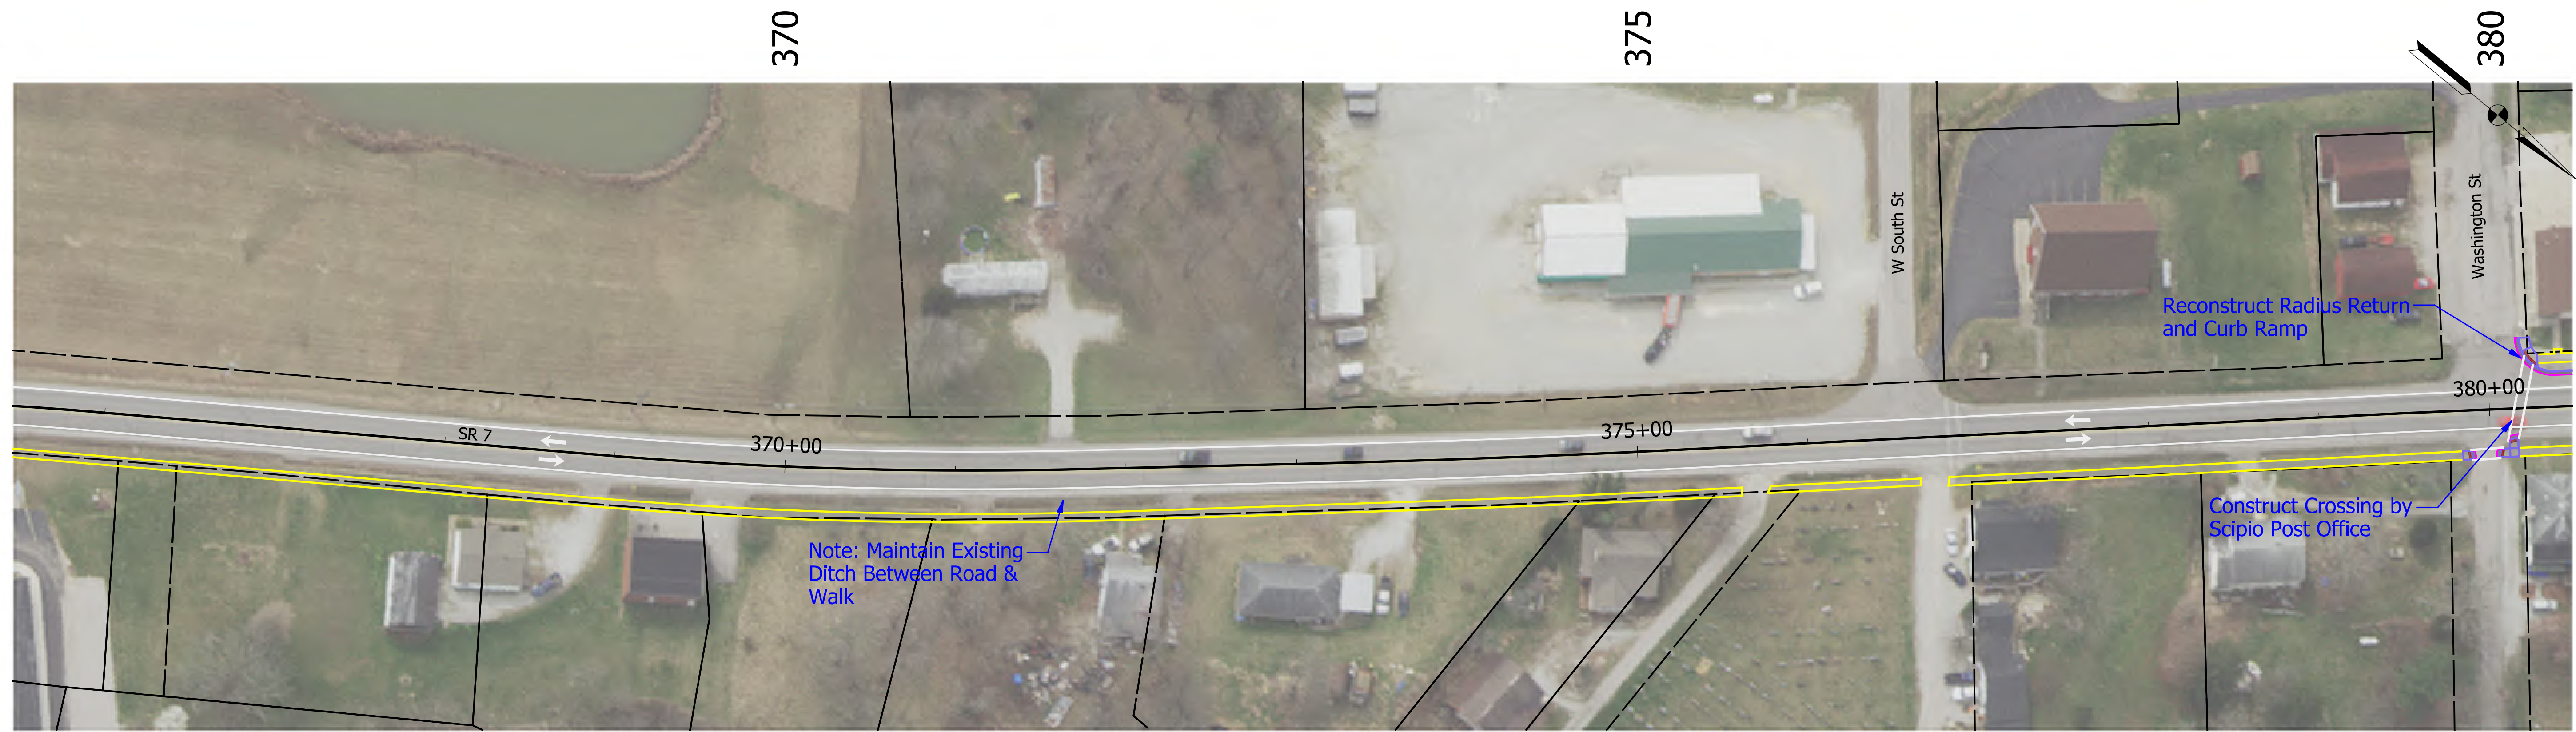 370
375
380
W South St
Washington St
Reconstruct Radius Return
and Curb Ramp
380+00
SR 7
370+00
375+00
Construct Crossing by
Scipio Post Office
Note: Maintain Existing
Ditch Between Road &
Walk